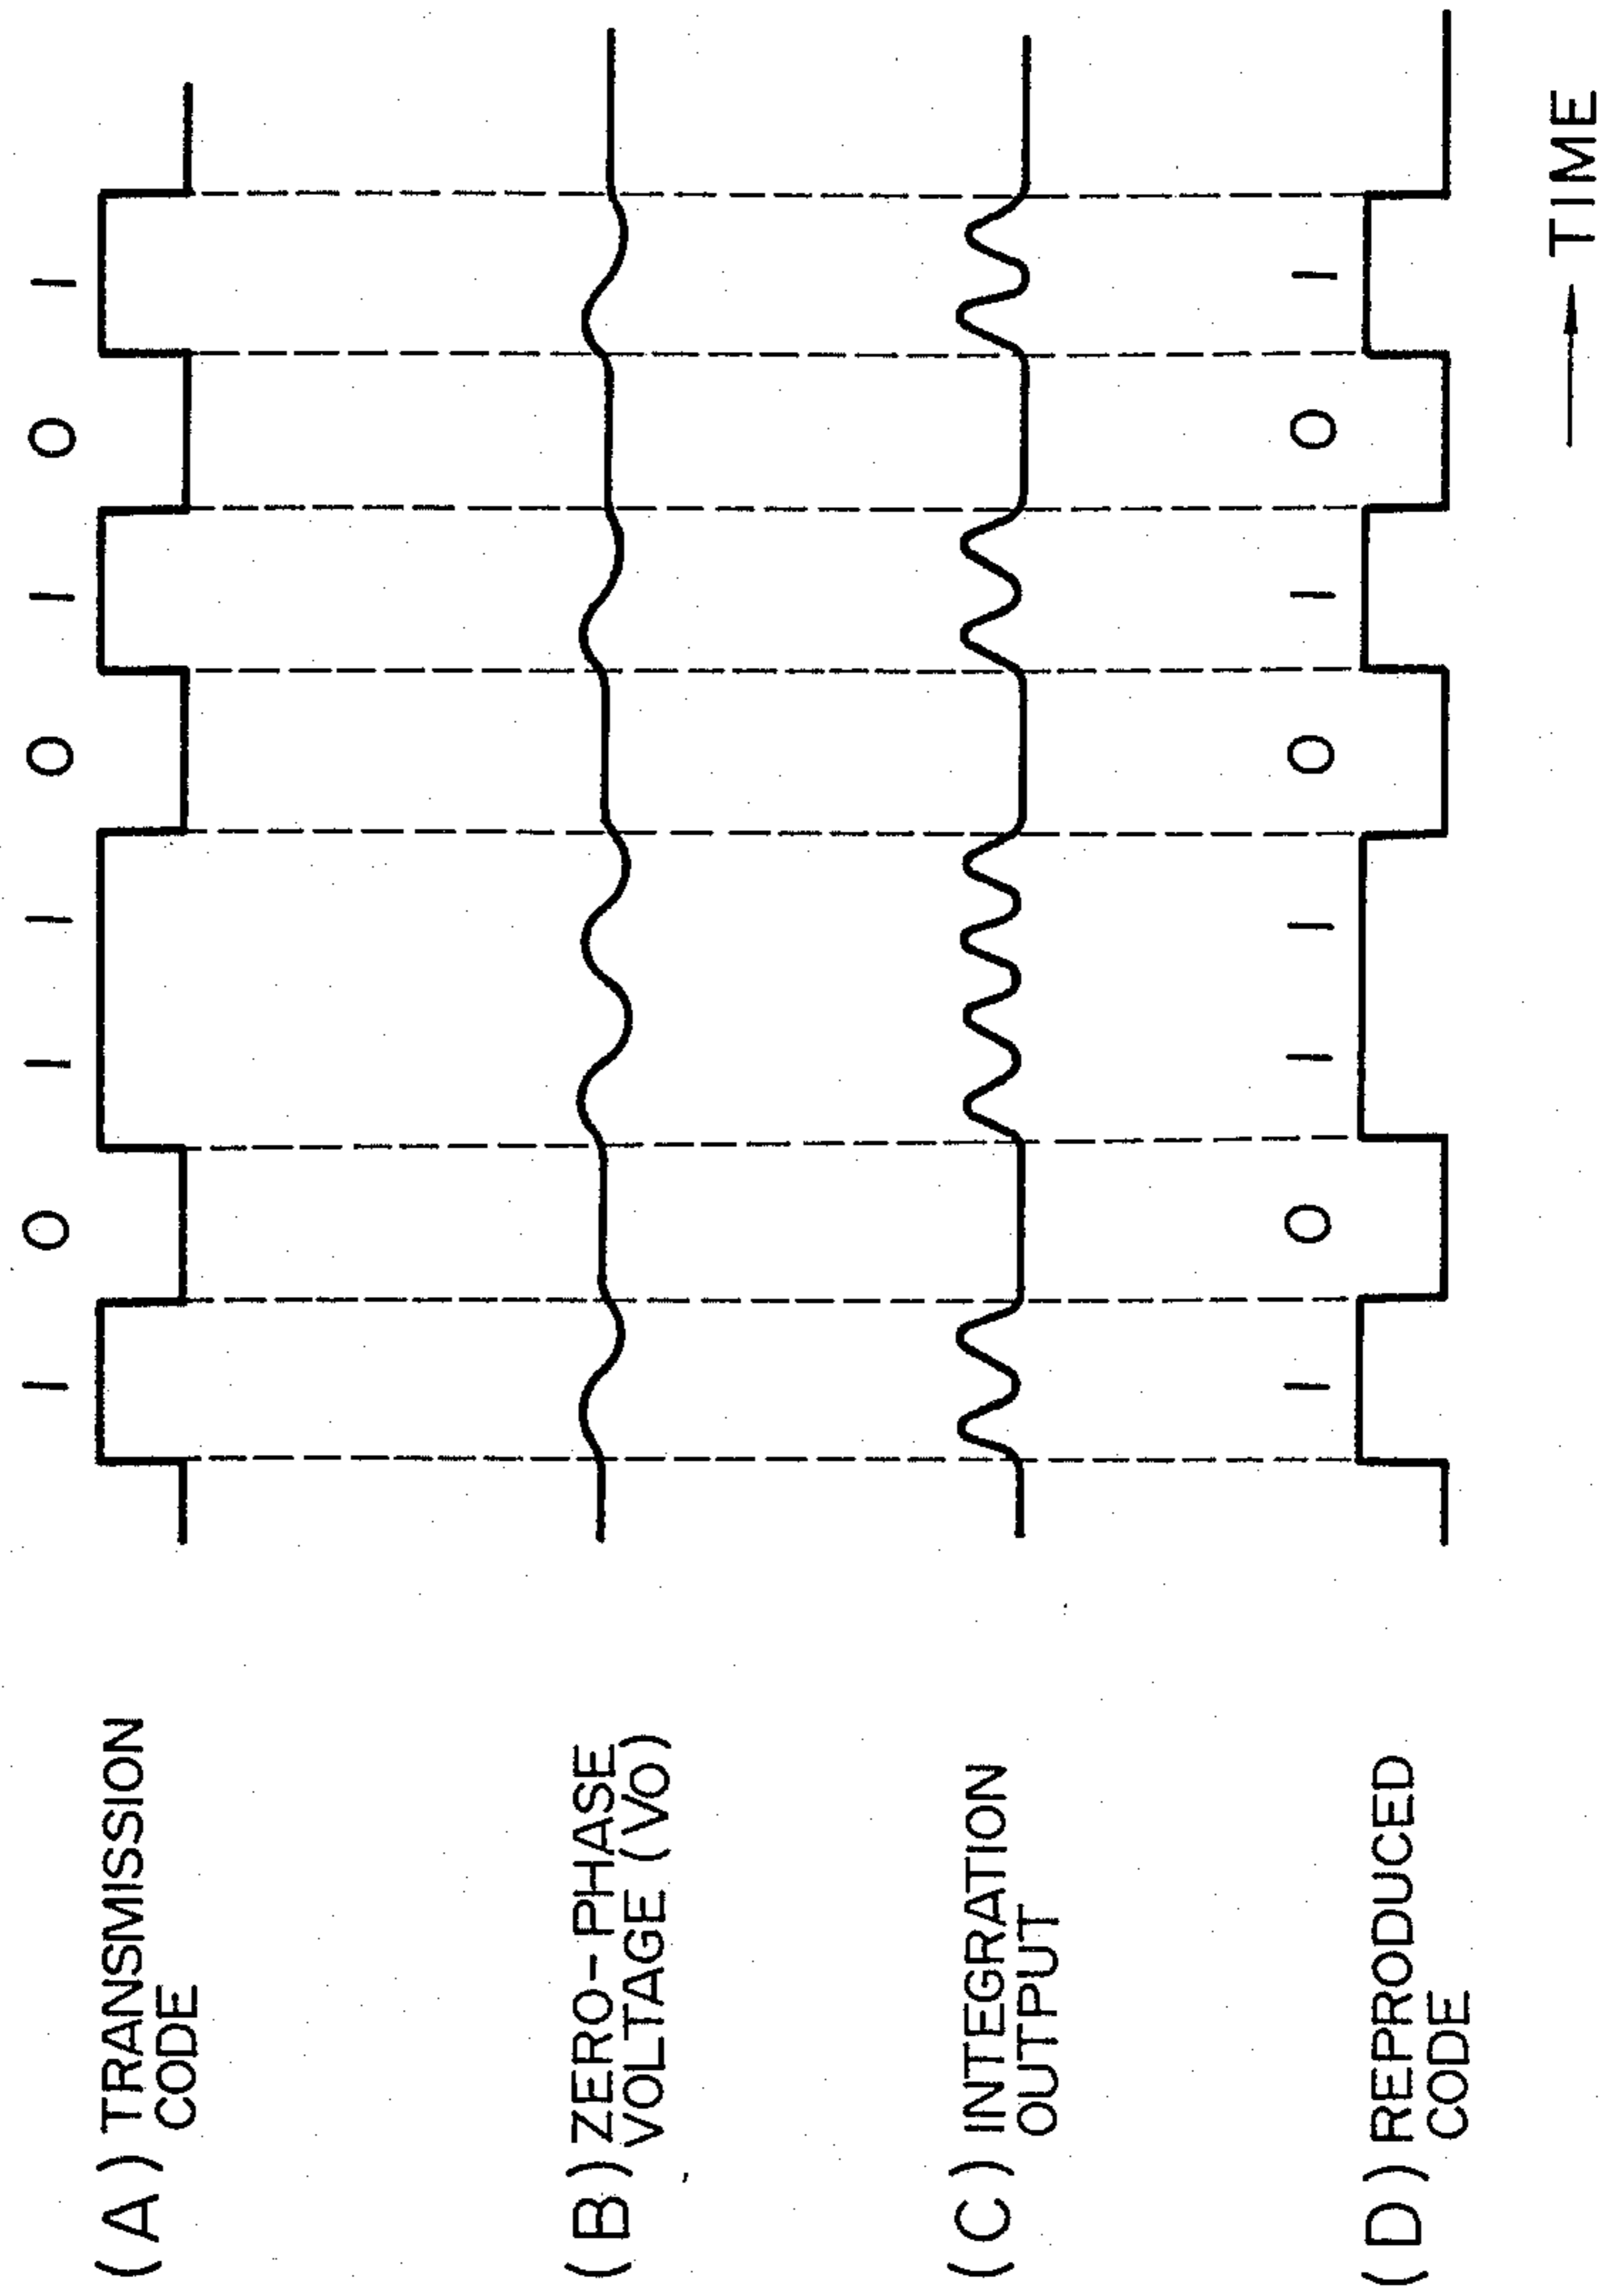 1 0 1 1 0 1 0 1
(A) TRANSMISSION
CODE
(B) ZERO-PHASE
VOLTAGE (VO)
(C) INTEGRATION
OUTPUT
1 0 1 1 0 1 0 1
(D) REPRODUCED
CODE
TIME